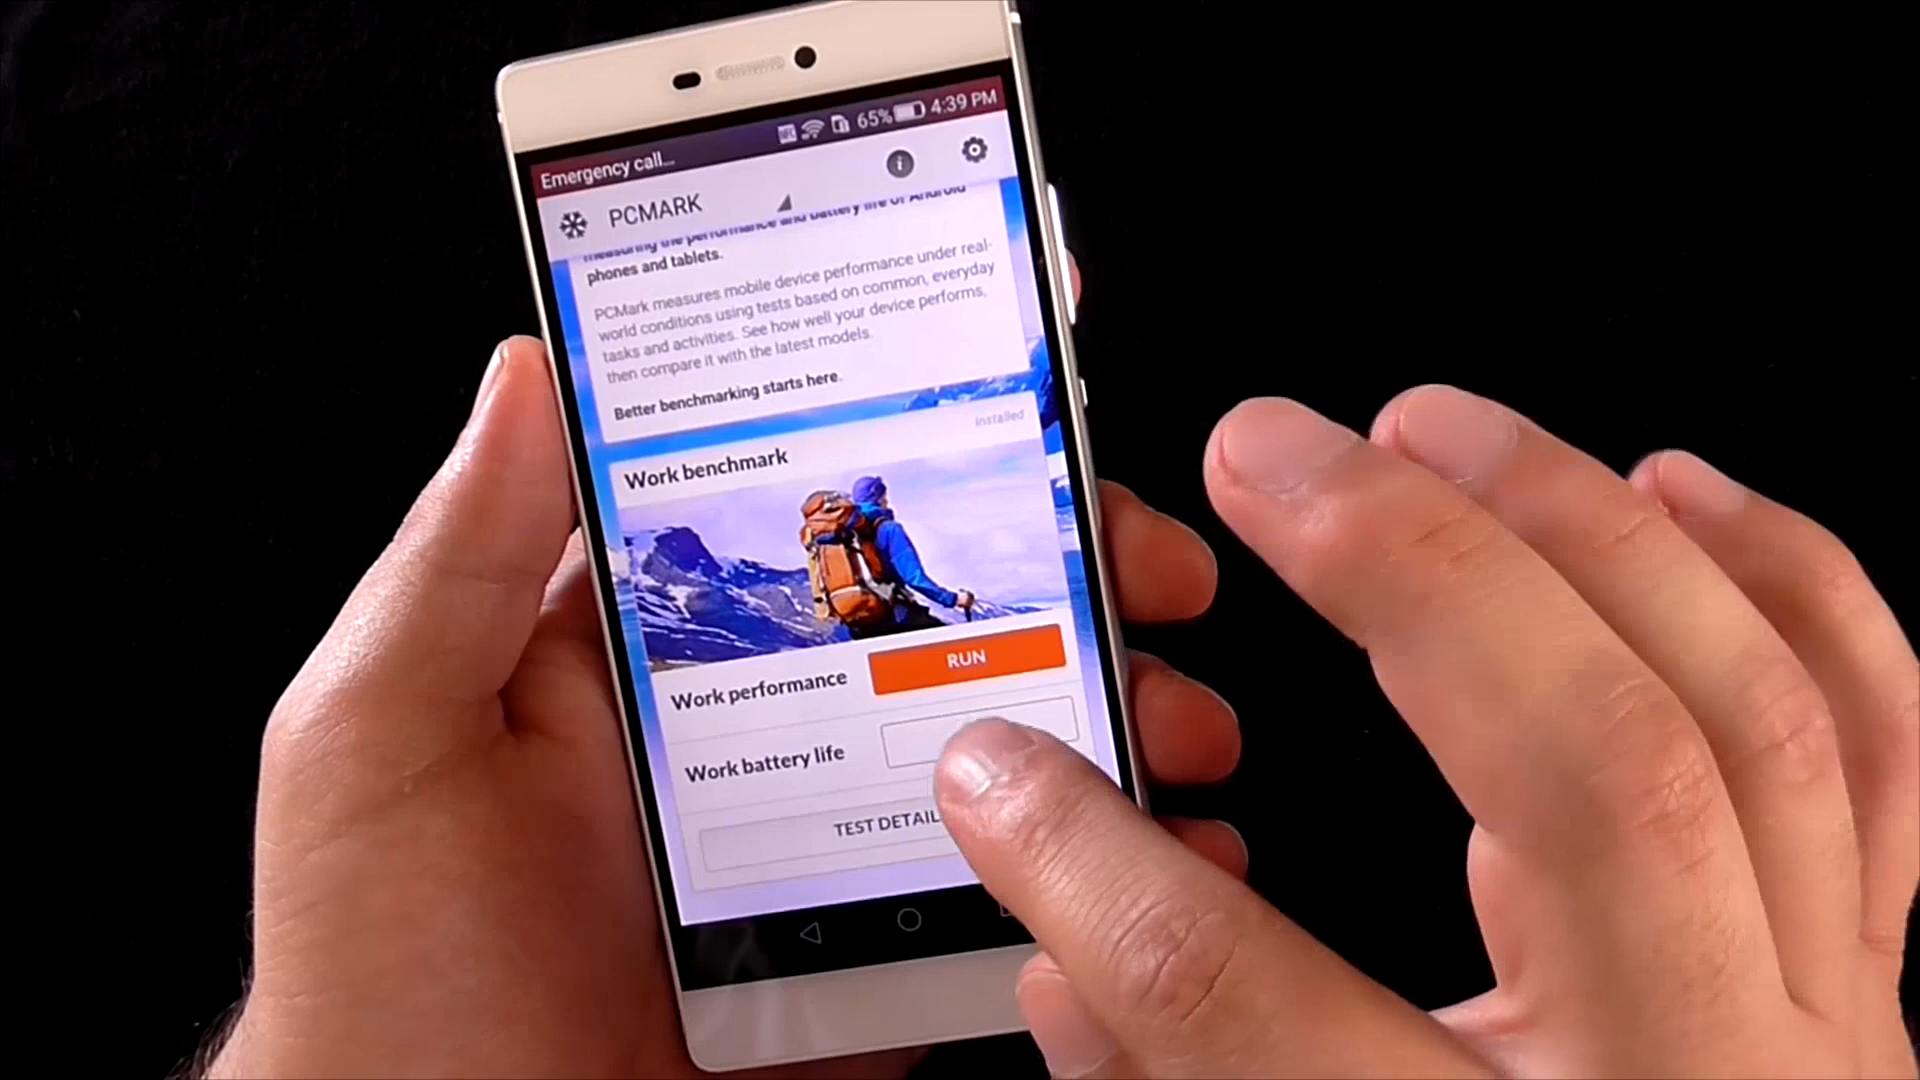 Emergency call... 65% 4:39 PM
PCMARK
measuring the performance and battery life of Android
phones and tablets.
PCMark measures mobile device performance under real-
world conditions using tests based on common, everyday
tasks and activities. See how well your device performs,
then compare it with the latest models.
Better benchmarking starts here.
Installed
Work benchmark
Work performance RUN
Work battery life
TEST DETAIL